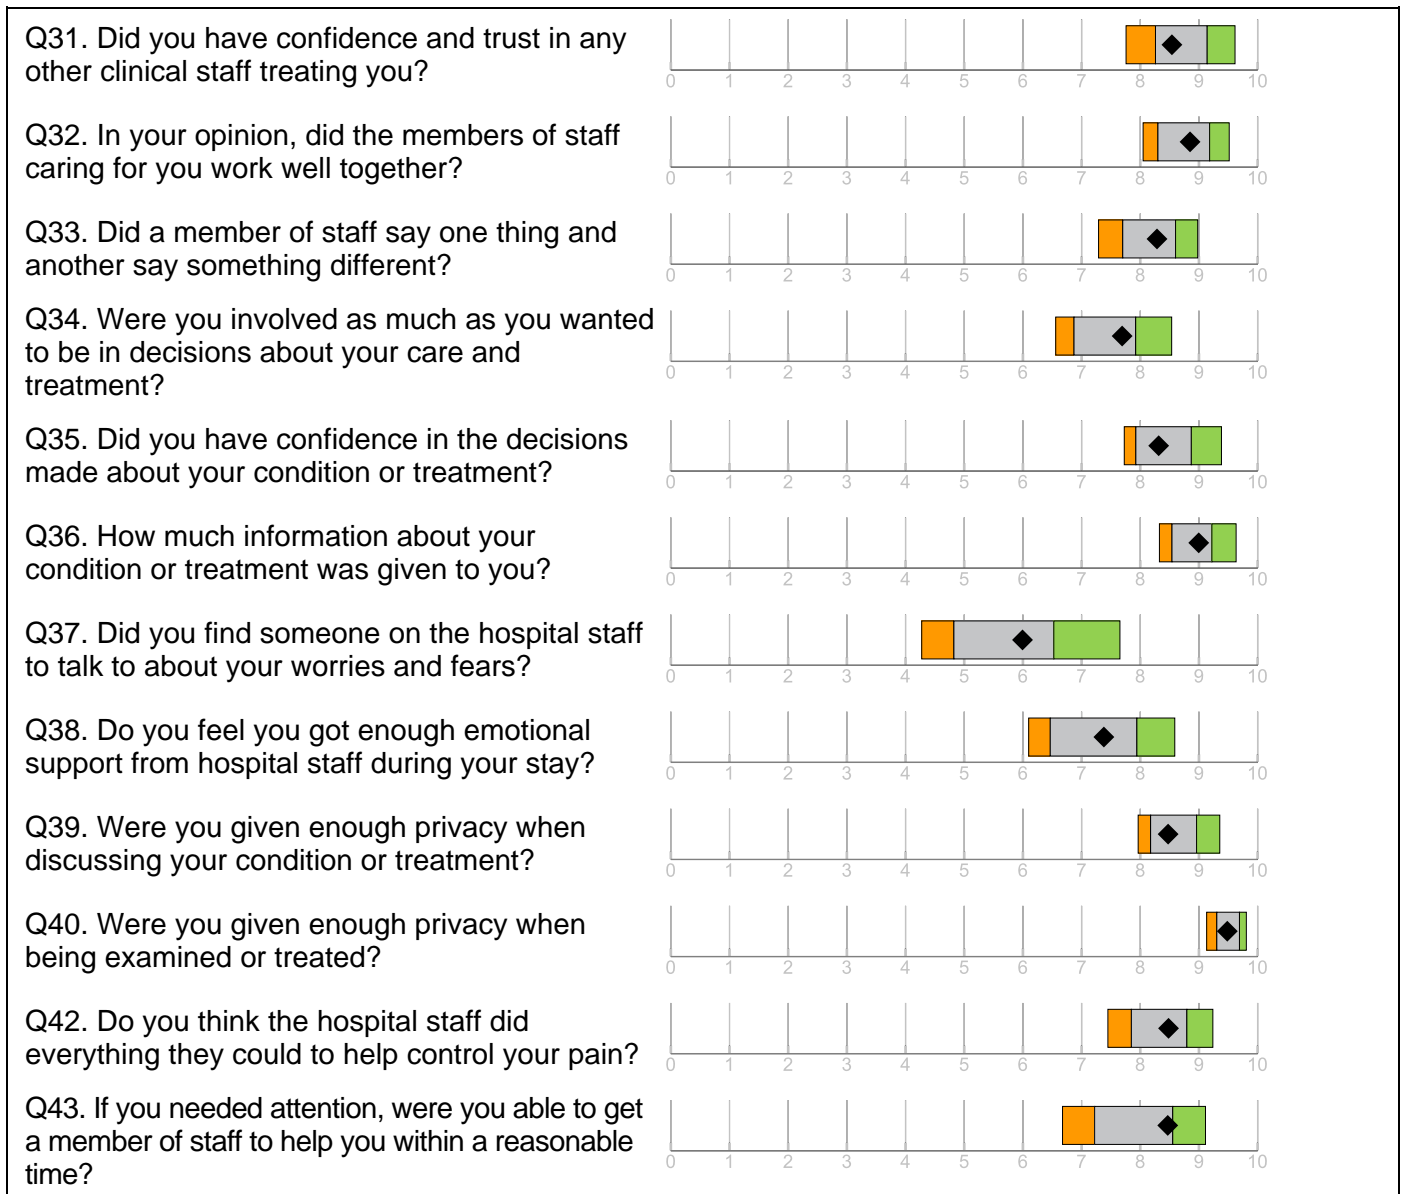 Q31. Did you have confidence and trust in any
other clinical staff treating you?
0 1 2 3 4 5 6 7 8 9 10
Q32. In your opinion, did the members of staff
caring for you work well together?
0 1 2 3 4 5 6 7 8 9 10
Q33. Did a member of staff say one thing and
another say something different?
0 1 2 3 4 5 6 7 8 9 10
Q34. Were you involved as much as you wanted
to be in decisions about your care and
treatment?
0 1 2 3 4 5 6 7 8 9 10
Q35. Did you have confidence in the decisions
made about your condition or treatment?
0 1 2 3 4 5 6 7 8 9 10
Q36. How much information about your
condition or treatment was given to you?
0 1 2 3 4 5 6 7 8 9 10
Q37. Did you find someone on the hospital staff
to talk to about your worries and fears?
0 1 2 3 4 5 6 7 8 9 10
Q38. Do you feel you got enough emotional
support from hospital staff during your stay?
0 1 2 3 4 5 6 7 8 9 10
Q39. Were you given enough privacy when
discussing your condition or treatment?
0 1 2 3 4 5 6 7 8 9 10
Q40. Were you given enough privacy when
being examined or treated?
0 1 2 3 4 5 6 7 8 9 10
Q42. Do you think the hospital staff did
everything they could to help control your pain?
0 1 2 3 4 5 6 7 8 9 10
Q43. If you needed attention, were you able to get
a member of staff to help you within a reasonable
time?
0 1 2 3 4 5 6 7 8 9 10